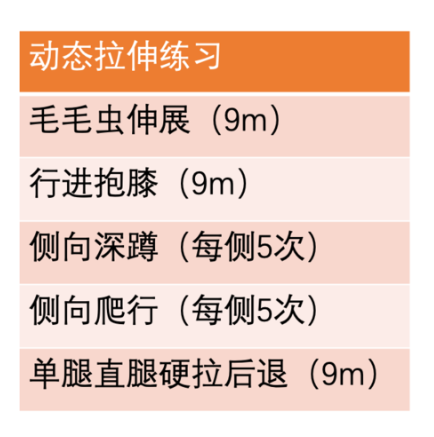 动态拉伸练习
毛毛虫伸展（9m）
行进抱膝（9m）
侧向深蹲（每侧5次）
侧向爬行（每侧5次）
单腿直腿硬拉后退（9m）